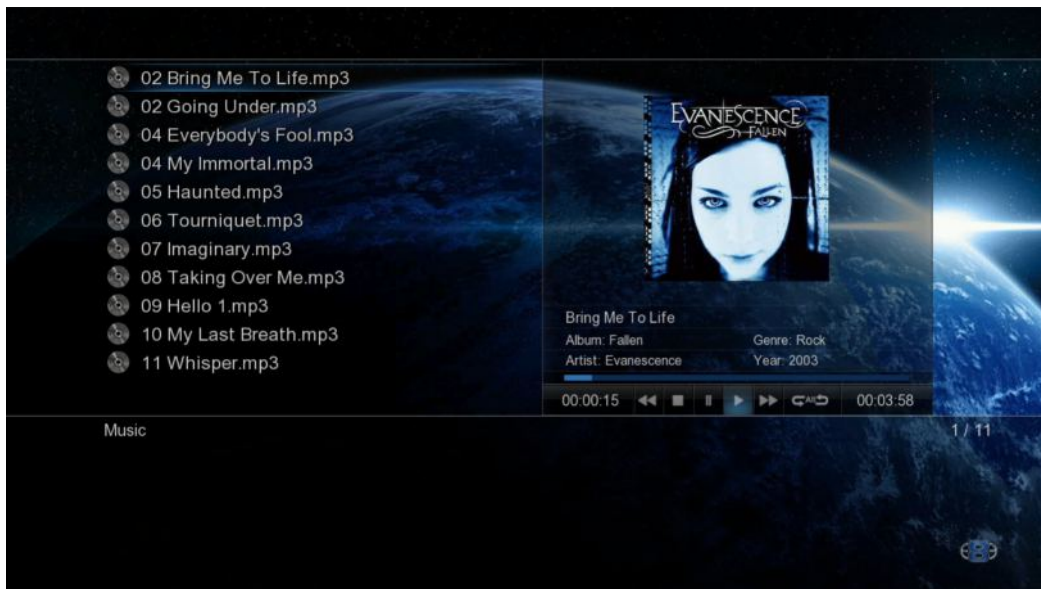 02 Bring Me To Life.mp3
02 Going Under.mp3
04 Everybody's Fool.mp3
04 My Immortal.mp3
05 Haunted.mp3
06 Tourniquet.mp3
07 Imaginary.mp3
08 Taking Over Me.mp3
09 Hello 1.mp3
10 My Last Breath.mp3
11 Whisper.mp3
EVANESCENCE
FALLEN
Bring Me To Life
Album: Fallen Genre: Rock
Artist: Evanescence Year: 2003
00:00:15 All 00:03:58
Music 1 / 11